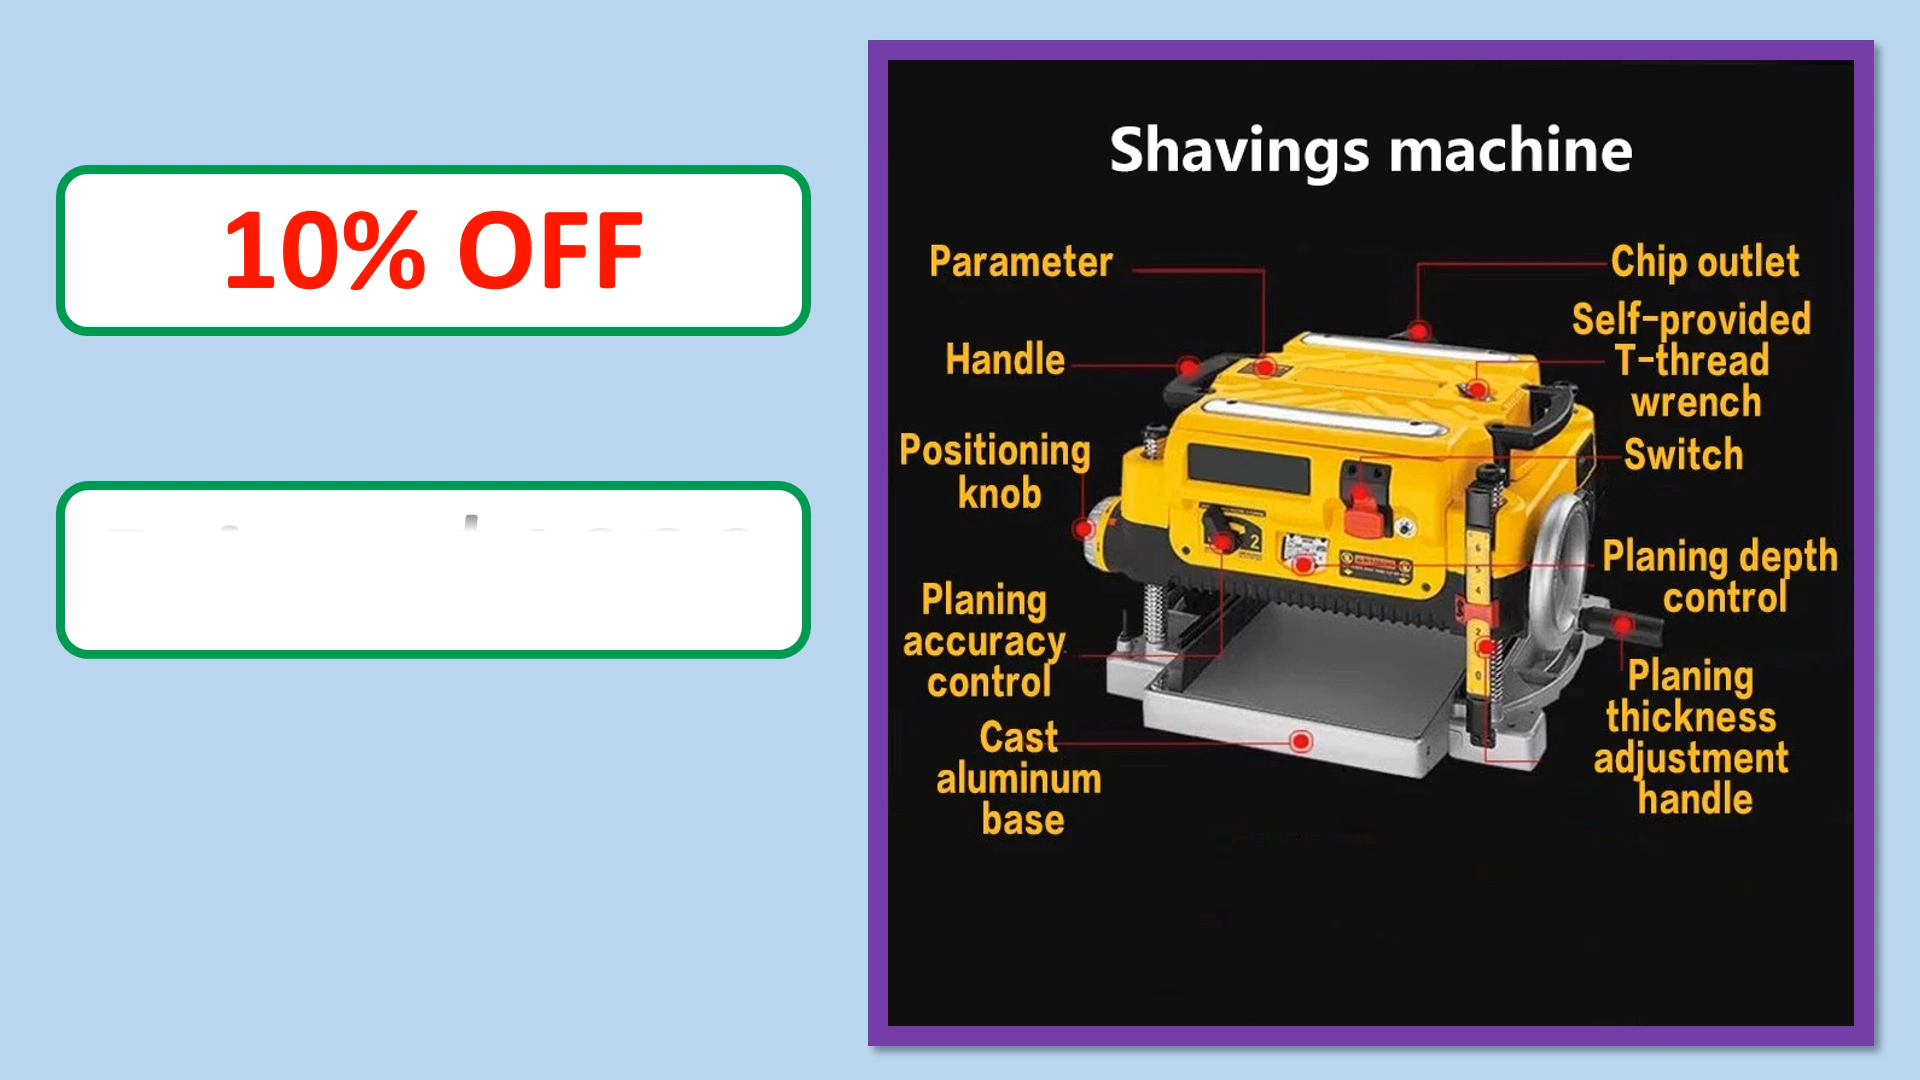 10% OFF
Shavings machine
Parameter
Handle
Positioning
knob
Planing
accuracy
control
Cast
aluminum
base
Chip outlet
Self-provided
T-thread
wrench
Switch
Planing depth
control
Planing
thickness
adjustment
handle